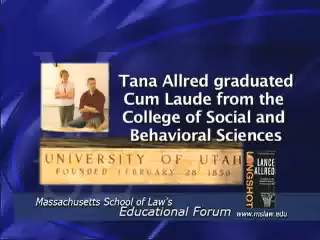 Tana Allred graduated
Cum Laude from the
College of Social and
Behavioral Sciences
UNIVERSITY OF UTAH
FOUNDED FEBRUARY 28 1850
LONGSHOT
LANCE
ALLRED
Massachusetts School of Law's
Educational Forum www.mslaw.edu